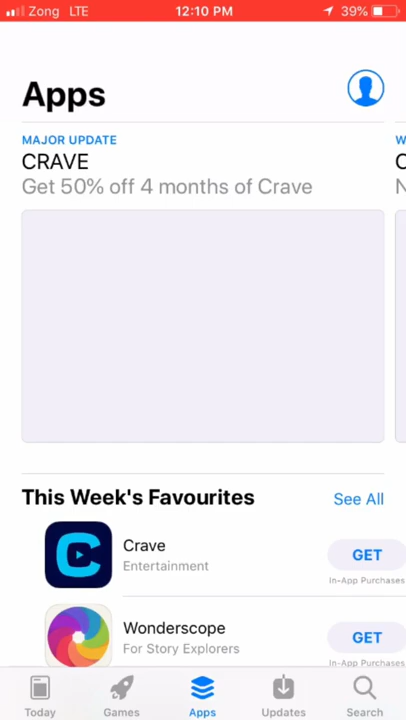 Zong LTE 12:10 PM 39%
Apps
MAJOR UPDATE W
CRAVE C
Get 50% off 4 months of Crave N
This Week's Favourites See All
Crave
Entertainment
GET
In-App Purchases
Wonderscope
For Story Explorers
GET
In-App Purchases
Today Games Apps Updates Search